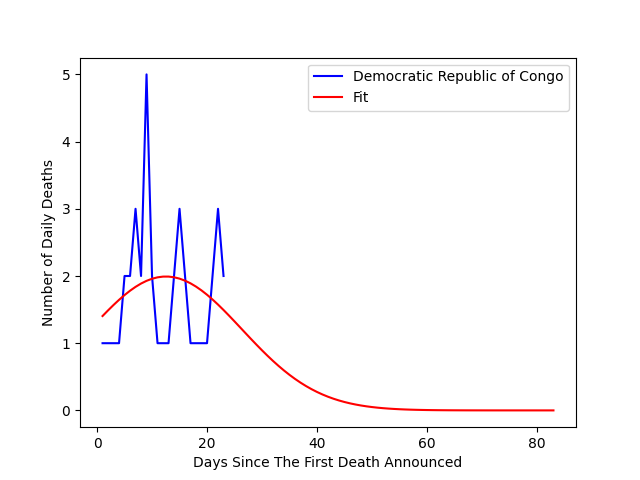 Democratic Republic of Congo
Fit
Number of Daily Deaths
5
4
3
2
1
0
0 20 40 60 80
Days Since The First Death Announced